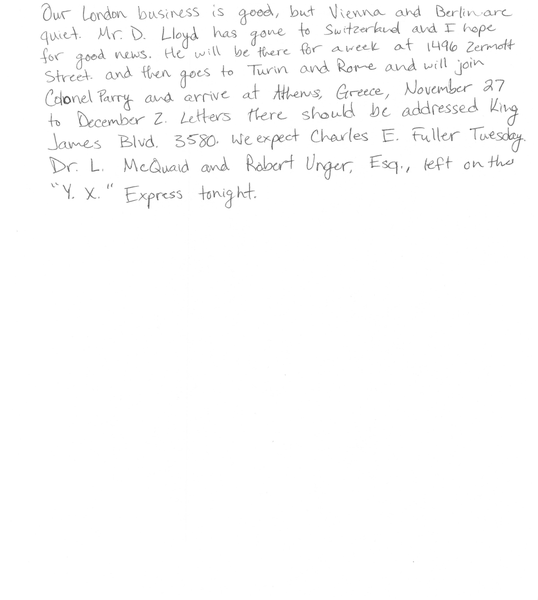 Our London business is good, but Vienna and Berlin are
quiet. Mr. D. Lloyd has gone to Switzerland and I hope
for good news. He will be there for a week at 1496 Zermott
Street. and then goes to Turin and Rome and will join
Colonel Parry and arrive at Athens, Greece, November 27
to December 2. Letters there should be addressed King
James Blvd. 3580. We expect Charles E. Fuller Tuesday.
Dr. L. McQuaid and Robert Unger, Esq., left on the
"Y. X." Express tonight.